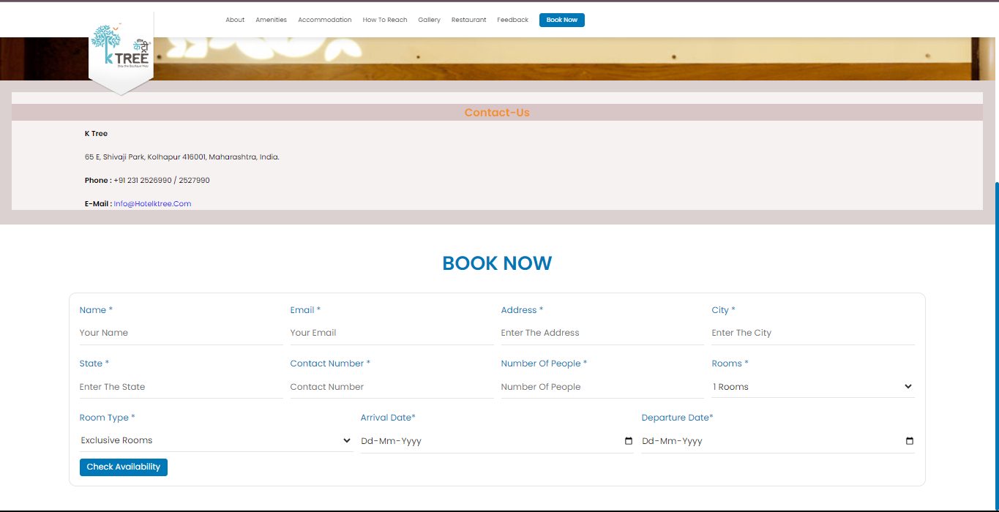 About Amenities Accommodation How To Reach Gallery Restaurant Feedback Book Now
केट्री
K TREE
Stay the Boutique Way
Contact-Us
K Tree
65 E, Shivaji Park, Kolhapur 416001, Maharashtra, India.
Phone : +91 231 2526990 / 2527990
E-Mail : Info@Hotelktree.Com
BOOK NOW
Name * Email * Address * City *
Your Name Your Email Enter The Address Enter The City
State * Contact Number * Number Of People * Rooms *
Enter The State Contact Number Number Of People 1 Rooms
Room Type * Arrival Date* Departure Date*
Exclusive Rooms Dd-Mm-Yyyy Dd-Mm-Yyyy
Check Availability